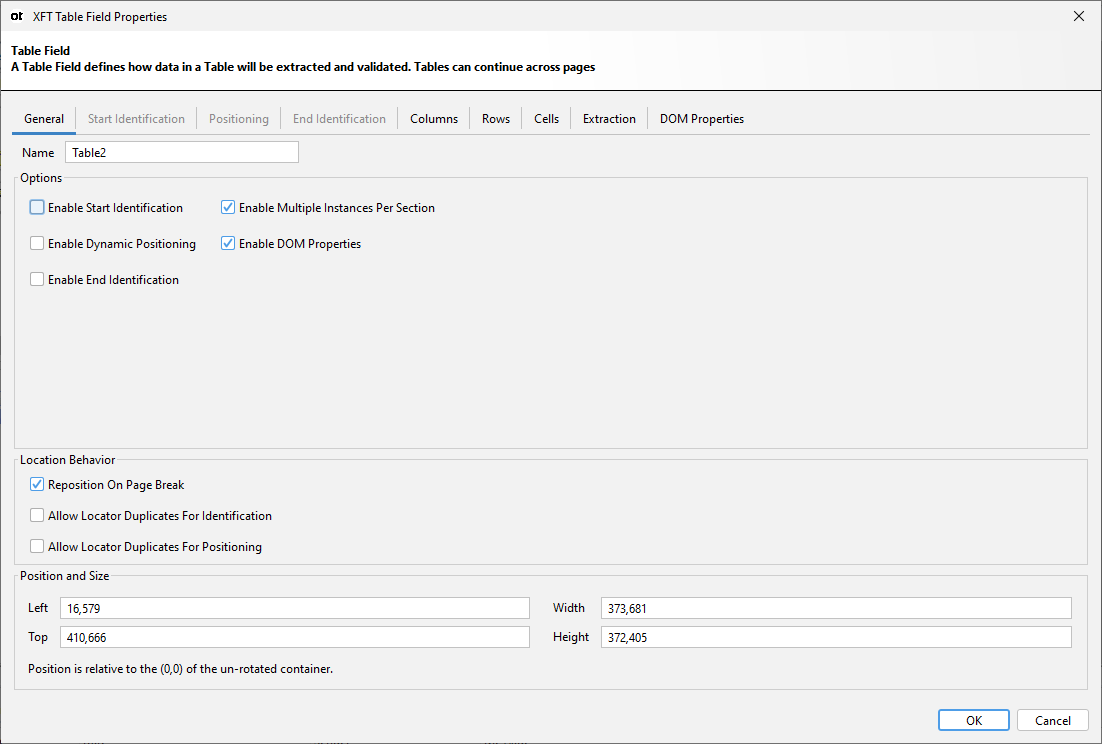 ot XFT Table Field Properties
Table Field
A Table Field defines how data in a Table will be extracted and validated. Tables can continue across pages
General Start Identification Positioning End Identification Columns Rows Cells Extraction DOM Properties
Name Table2
Options
Enable Start Identification Enable Multiple Instances Per Section
Enable Dynamic Positioning Enable DOM Properties
Enable End Identification
Location Behavior
Reposition On Page Break
Allow Locator Duplicates For Identification
Allow Locator Duplicates For Positioning
Position and Size
Left 16,579 Width 373,681
Top 410,666 Height 372,405
Position is relative to the (0,0) of the un-rotated container.
OK Cancel